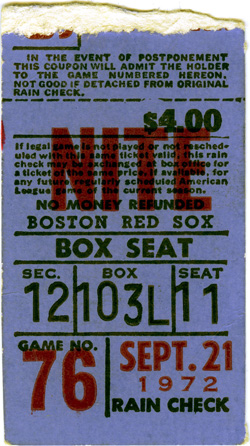 IN THE EVENT OF POSTPONEMENT
THIS COUPON WILL ADMIT THE HOLDER
TO THE GAME NUMBERED HEREON.
NOT GOOD IF DETACHED FROM ORIGINAL
RAIN CHECK.
$4.00
NITE
If legal game is not played or not resched-
uled with this same ticket valid, this rain
check may be exchanged at box office for
a ticket of the same price, if available, for
any future regularly scheduled American
League game of the current season.
NO MONEY REFUNDED
BOSTON RED SOX
BOX SEAT
SEC. BOX SEAT
12 103L 11
GAME NO.
76
SEPT. 21
1972
RAIN CHECK